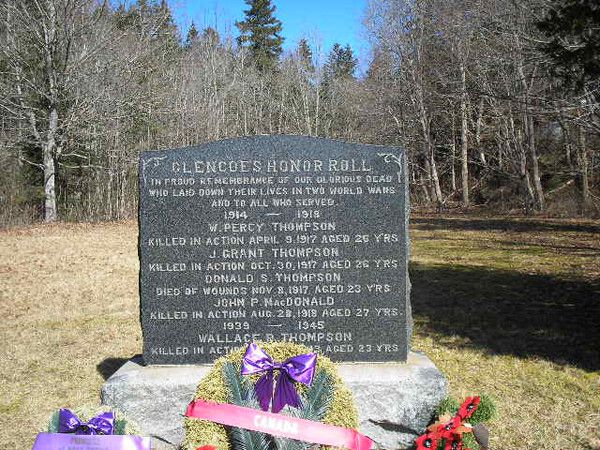 GLENCOES HONOR ROLL
IN PROUD REMEMBRANCE OF OUR GLORIOUS DEAD
WHO LAID DOWN THEIR LIVES IN TWO WORLD WARS
AND TO ALL WHO SERVED.
1914 — 1918
W. PERCY THOMPSON
KILLED IN ACTION APRIL 9, 1917 AGED 25 YRS
J. GRANT THOMPSON
KILLED IN ACTION OCT. 30, 1917 AGED 26 YRS
DONALD S. THOMPSON
DIED OF WOUNDS NOV. 8, 1917 AGED 23 YRS
JOHN P. MacDONALD
KILLED IN ACTION AUG. 28, 1918 AGED 27 YRS.
1939 — 1945
WALLACE THOMPSON
KILLED IN ACTION AGED 23 YRS
CANADA